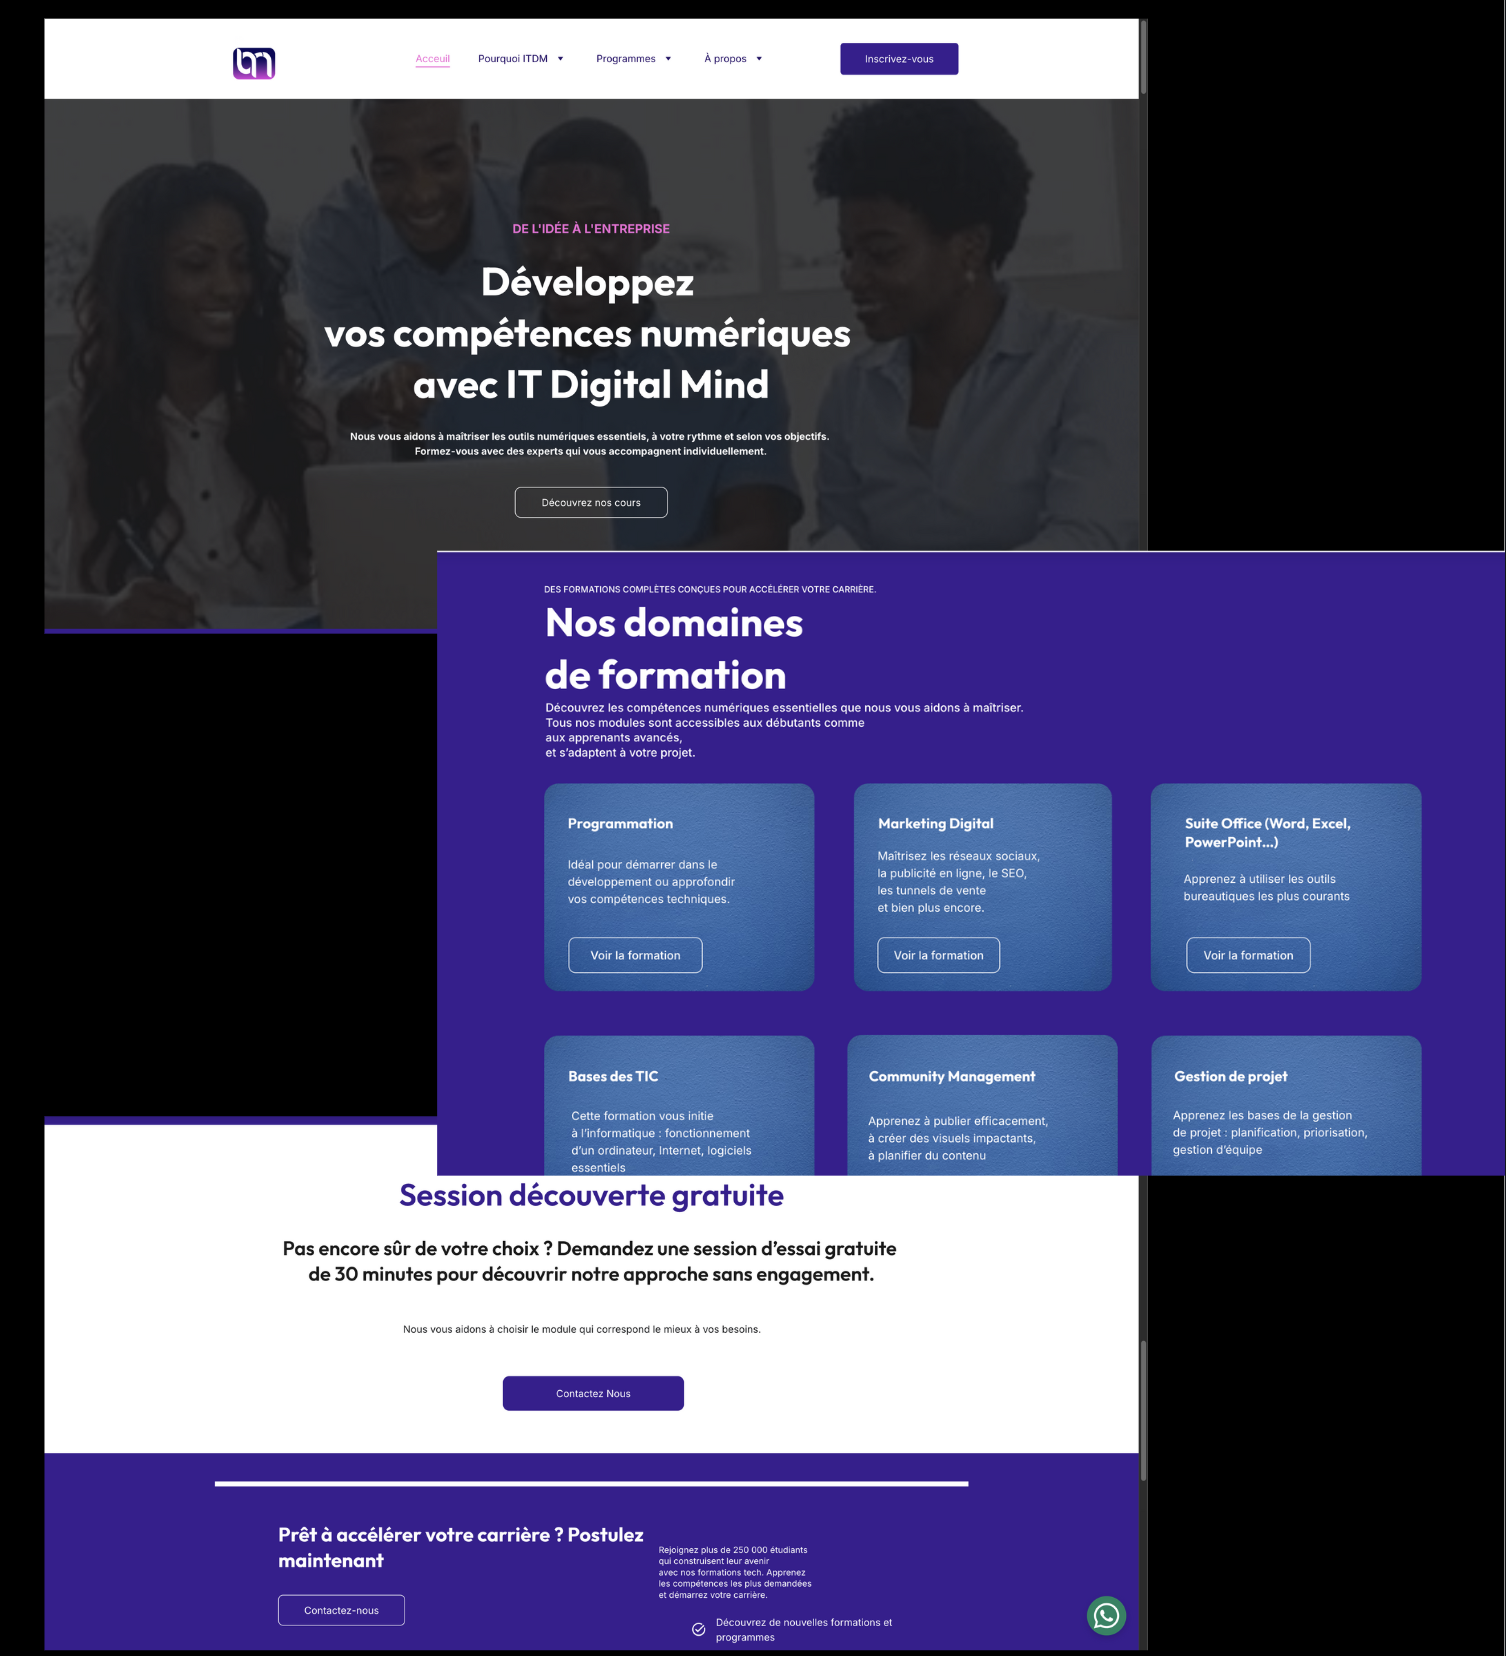 Acceuil
Pourquoi ITDM
Programmes
À propos
Inscrivez-vous
DE L'IDÉE À L'ENTREPRISE
Développez
vos compétences numériques
avec IT Digital Mind
Nous vous aidons à maîtriser les outils numériques essentiels, à votre rythme et selon vos objectifs.
Formez-vous avec des experts qui vous accompagnent individuellement.
Découvrez nos cours
DES FORMATIONS COMPLÈTES CONÇUES POUR ACCÉLÉRER VOTRE CARRIÈRE.
Nos domaines
de formation
Découvrez les compétences numériques essentielles que nous vous aidons à maîtriser.
Tous nos modules sont accessibles aux débutants comme
aux apprenants avancés,
et s’adaptent à votre projet.
Programmation
Idéal pour démarrer dans le
développement ou approfondir
vos compétences techniques.
Voir la formation
Marketing Digital
Maîtrisez les réseaux sociaux,
la publicité en ligne, le SEO,
les tunnels de vente
et bien plus encore.
Voir la formation
Suite Office (Word, Excel,
PowerPoint...)
Apprenez à utiliser les outils
bureautiques les plus courants
Voir la formation
Bases des TIC
Cette formation vous initie
à l’informatique : fonctionnement
d’un ordinateur, Internet, logiciels
essentiels
Community Management
Apprenez à publier efficacement,
à créer des visuels impactants,
à planifier du contenu
Gestion de projet
Apprenez les bases de la gestion
de projet : planification, priorisation,
gestion d’équipe
Session découverte gratuite
Pas encore sûr de votre choix ? Demandez une session d’essai gratuite
de 30 minutes pour découvrir notre approche sans engagement.
Nous vous aidons à choisir le module qui correspond le mieux à vos besoins.
Contactez Nous
Prêt à accélérer votre carrière ? Postulez
maintenant
Contactez-nous
Rejoignez plus de 250 000 étudiants
qui construisent leur avenir
avec nos formations tech. Apprenez
les compétences les plus demandées
et démarrez votre carrière.
Découvrez de nouvelles formations et
programmes